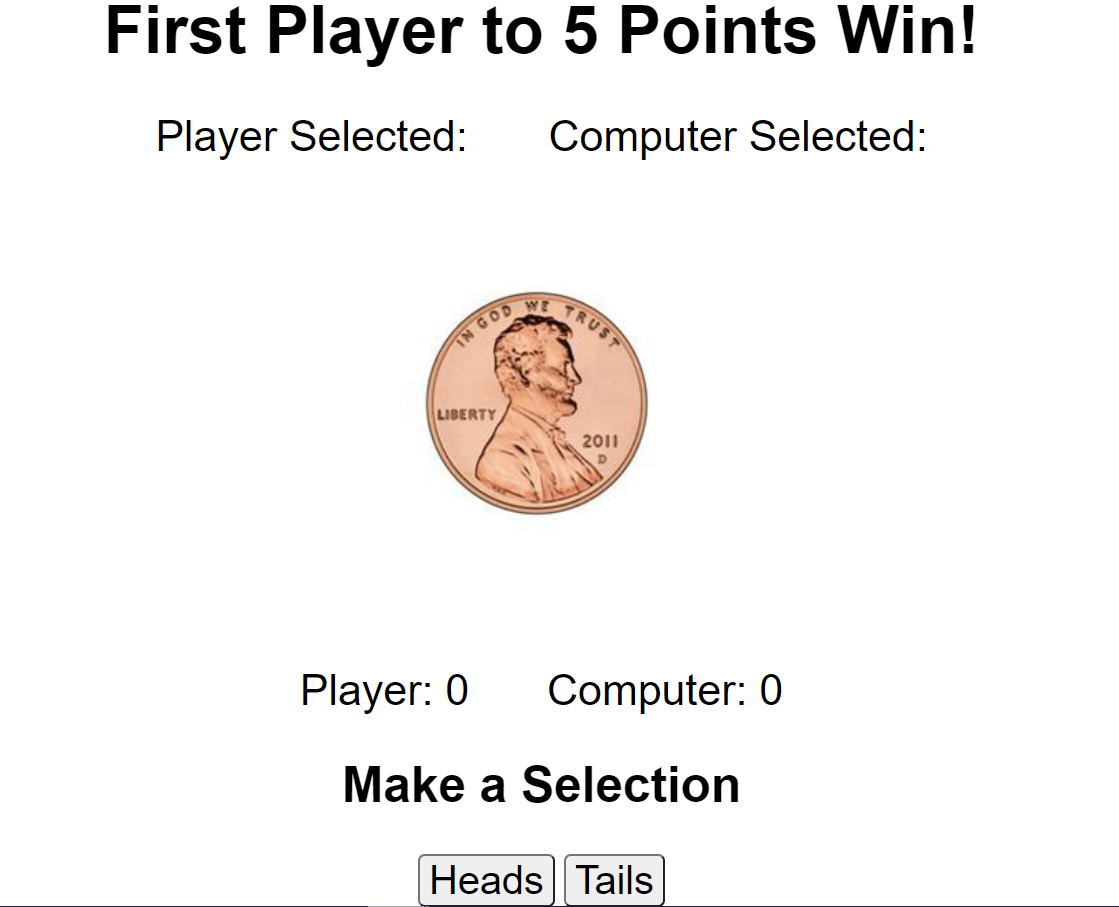 First Player to 5 Points Win!
Player Selected: Computer Selected:
IN GOD WE TRUST
LIBERTY
2011
D
Player: 0 Computer: 0
Make a Selection
Heads Tails